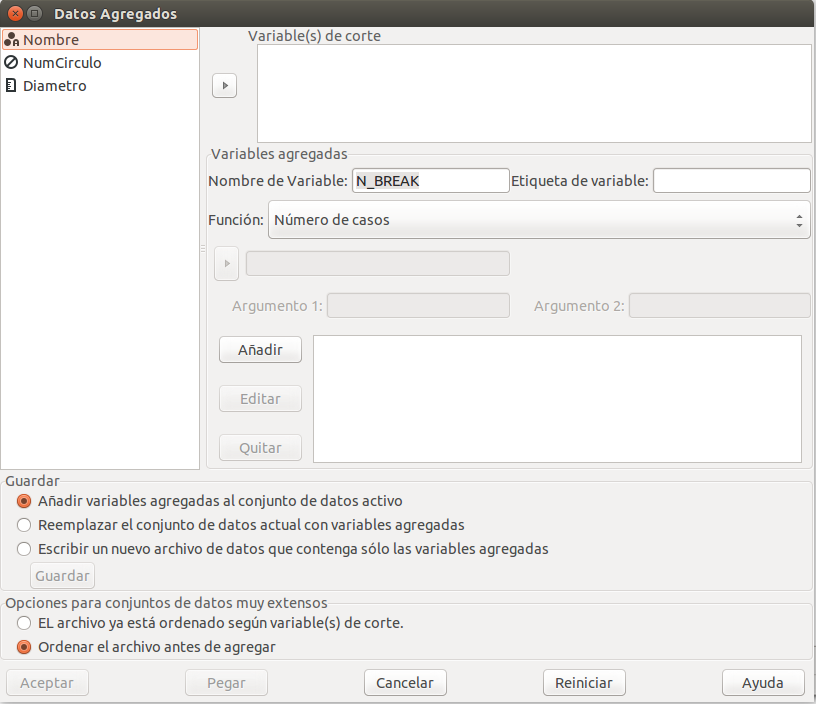 Datos Agregados
Nombre
NumCirculo
Diametro
Variable(s) de corte
Variables agregadas
Nombre de Variable: N_BREAK Etiqueta de variable:
Función: Número de casos
Argumento 1: Argumento 2:
Añadir
Editar
Quitar
Guardar
Añadir variables agregadas al conjunto de datos activo
Reemplazar el conjunto de datos actual con variables agregadas
Escribir un nuevo archivo de datos que contenga sólo las variables agregadas
Guardar
Opciones para conjuntos de datos muy extensos
EL archivo ya está ordenado según variable(s) de corte.
Ordenar el archivo antes de agregar
Aceptar Pegar Cancelar Reiniciar Ayuda